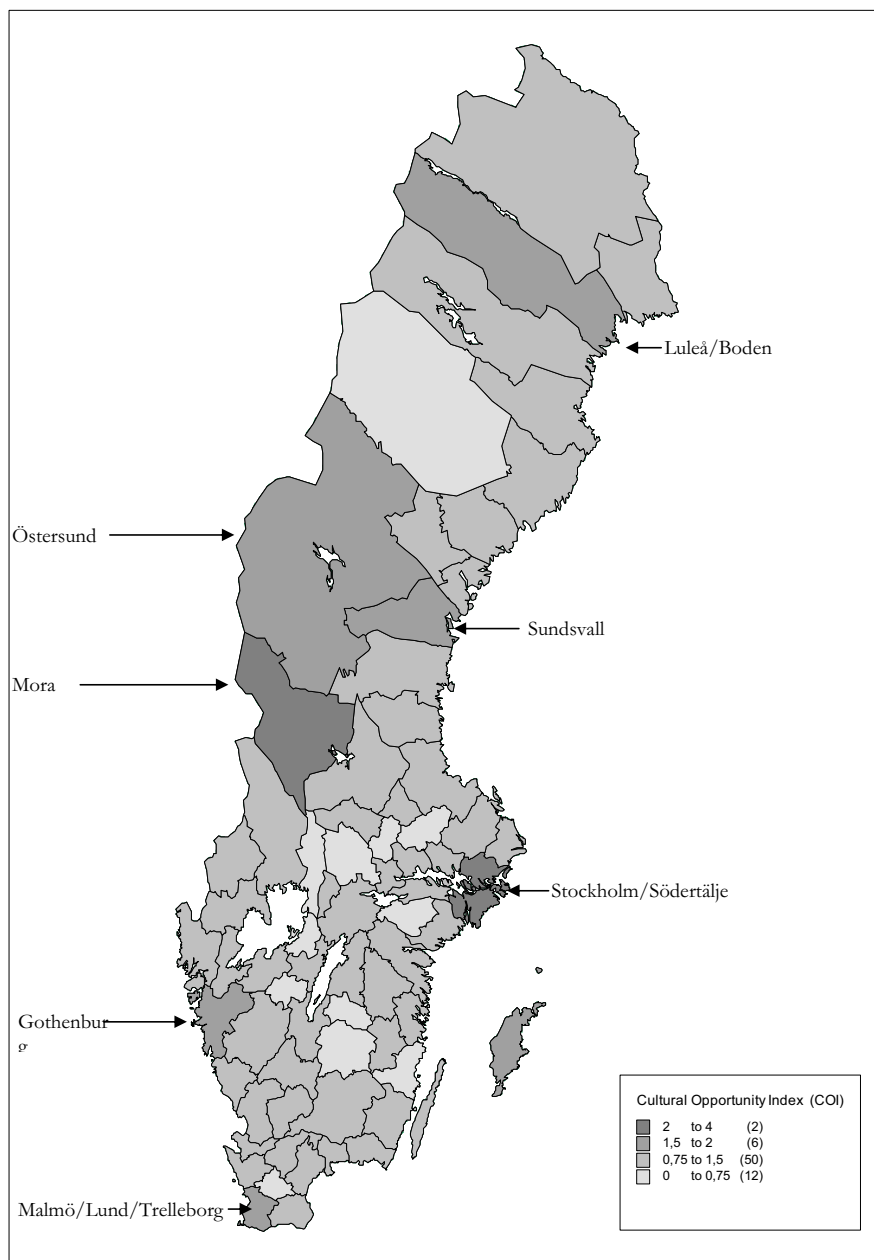 Luleå/Boden
Östersund
Sundsvall
Mora
Stockholm/Södertälje
Gothenbur
g
Malmö/Lund/Trelleborg
Cultural Opportunity Index (COI)
2 to 4 (2)
1,5 to 2 (6)
0,75 to 1,5 (50)
0 to 0,75 (12)